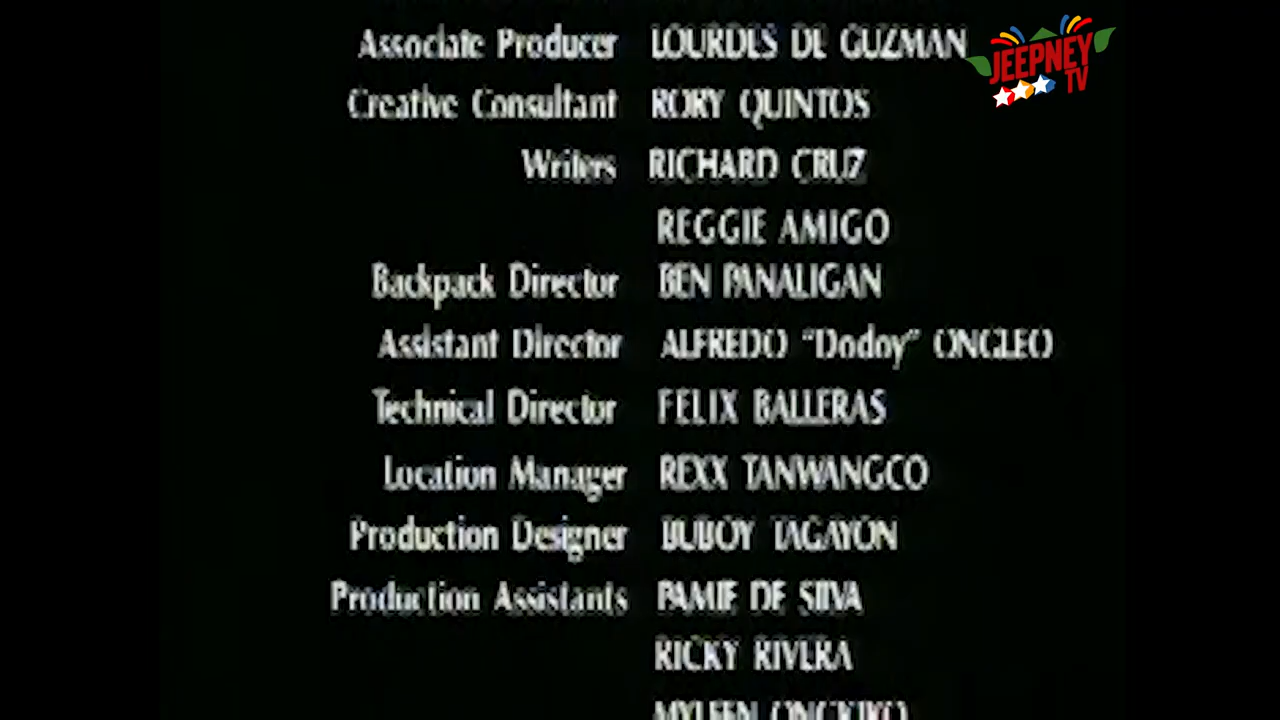 Associate Producer LOURDES DE GUZMAN
JEEPNEY TV
Creative Consultant RORY QUINTOS
Writers RICHARD CRUZ
REGGIE AMIGO
Backpack Director BEN PANALIGAN
Assistant Director ALFREDO "Dodoy" ONGLEO
Technical Director FELIX BALLERAS
Location Manager REXX TANWANGCO
Production Designer BUBOY TAGAYON
Production Assistants PAMIE DE SILVA
RICKY RIVERA